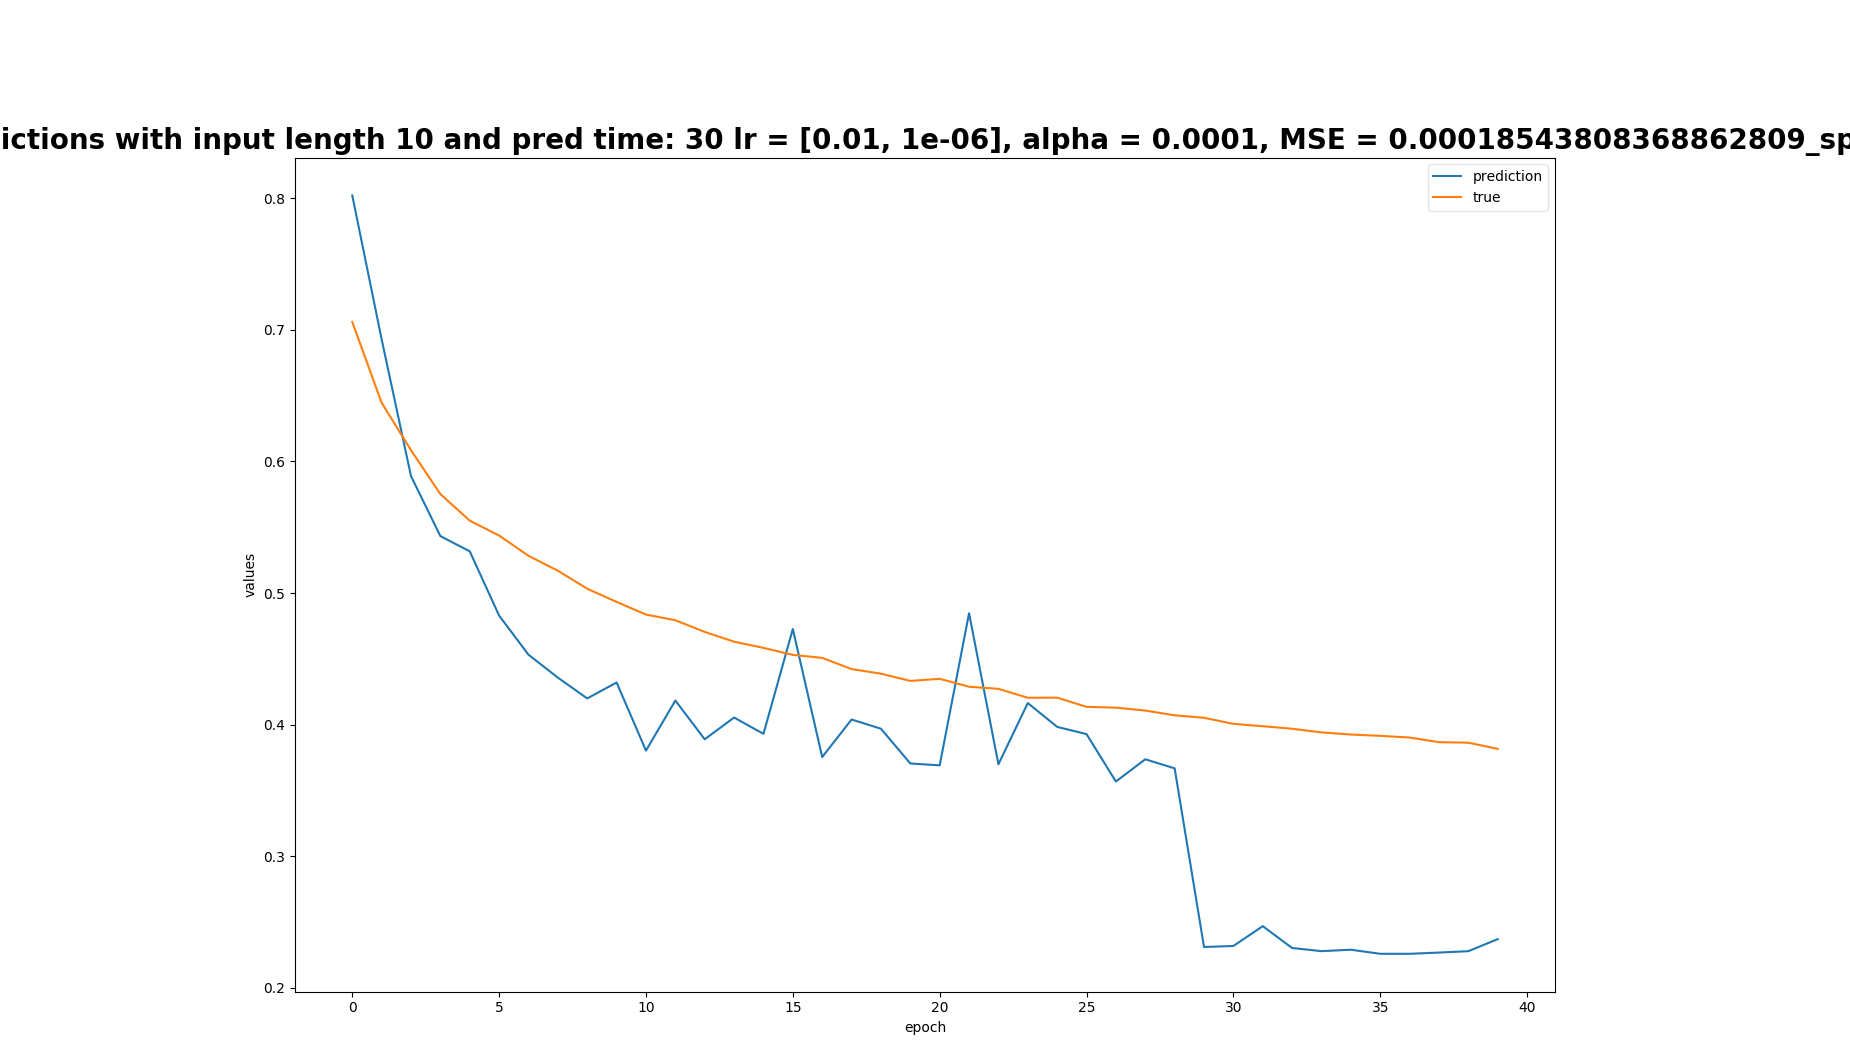 ictions with input length 10 and pred time: 30 lr = [0.01, 1e-06], alpha = 0.0001, MSE = 0.00018543808368862809_sp
prediction
true
0.8
0.7
0.6
0.5
0.4
0.3
0.2
values
0 5 10 15 20 25 30 35 40
epoch